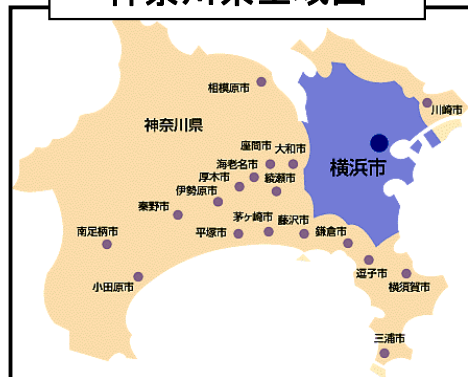 神奈川県全域図
相模原市
川崎市
神奈川県
座間市
大和市
横浜市
海老名市
厚木市
綾瀬市
伊勢原市
秦野市
茅ヶ崎市
藤沢市
南足柄市
平塚市
鎌倉市
逗子市
小田原市
横須賀市
三浦市